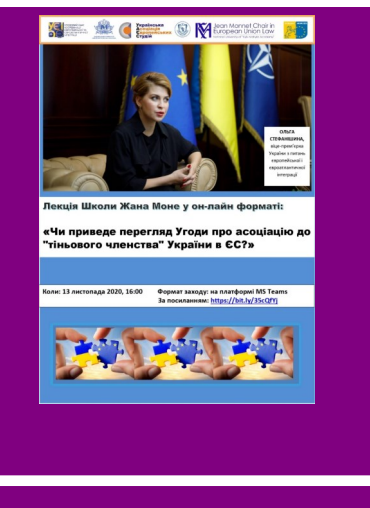 Українська
Асоціація
Європейських
Студій
Jean Monnet Chair in
European Union Law
ОЛЬГА
СТЕФАНІШИНА,
віце-прем'єрка
України з питань
європейської і
євроатлантичної
інтеграції
Лекція Школи Жана Моне у он-лайн форматі:
«Чи приведе перегляд Угоди про асоціацію до
"тіньового членства" України в ЄС?»
Коли: 13 листопада 2020, 16:00
Формат заходу: на платформі MS Teams
За посиланням: https://bit.ly/35cQfYj